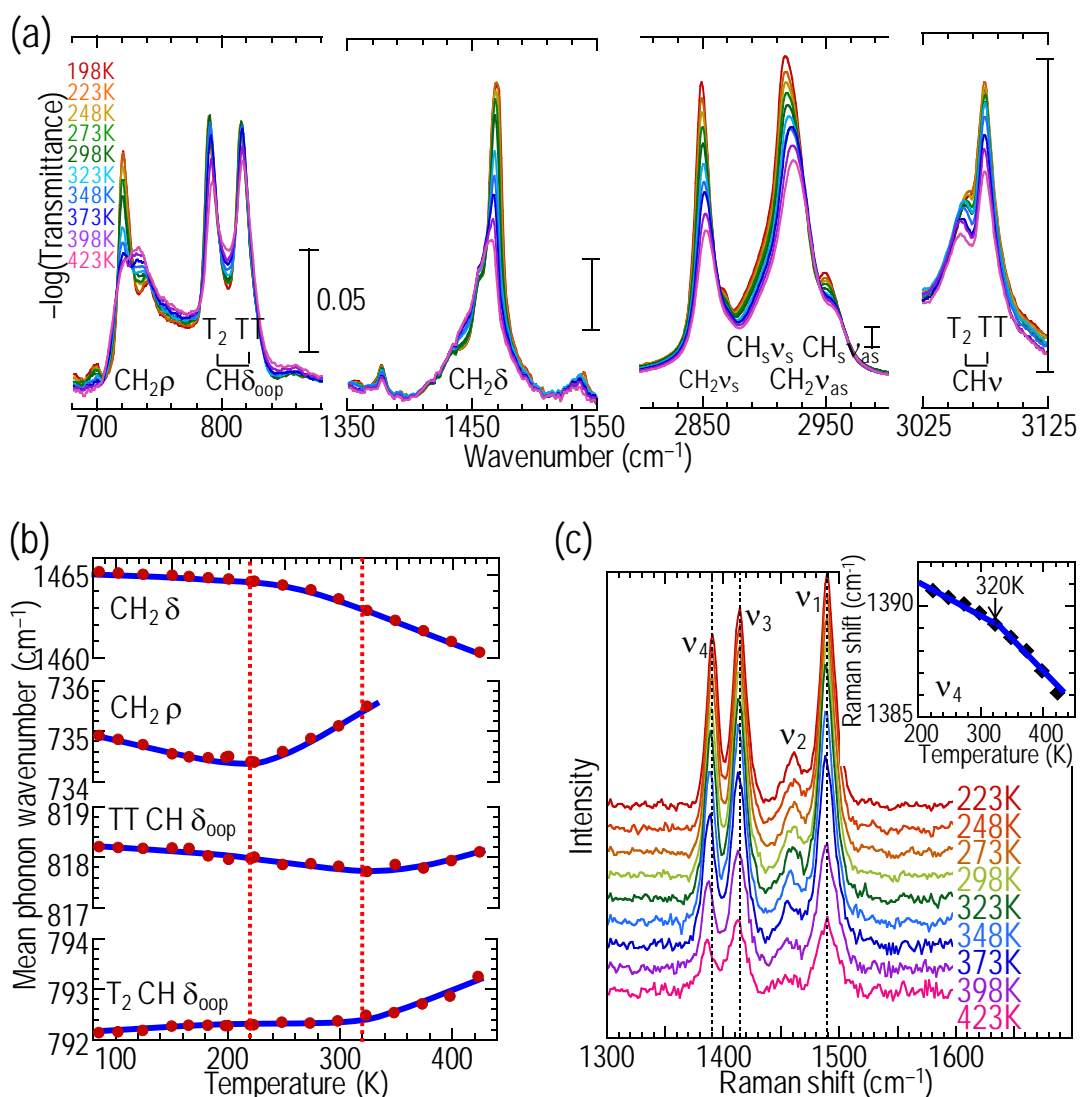 (a)
198K
223K
248K
273K
298K
323K
348K
373K
398K
423K
−log(Transmittance)
0.05
T2 TT
CH2ρ
CHδoop
CH2δ
CHsνs CHsνas
CH2νs CH2νas
T2 TT
CHν
700 800 1350 1450 1550 2850 2950 3025 3125
Wavenumber (cm−1)
(b)
Mean phonon wavenumber (cm−1)
1465
CH2 δ
1460
736
CH2 ρ
735
734
819
TT CH δoop
818
817
794
793
T2 CH δoop
792
100 200 300 400
Temperature (K)
(c)
Intensity
ν4
ν3
ν1
ν2
Raman shift (cm−1)
1390
320K
ν4
1385
200 300 400
Temperature (K)
223K
248K
273K
298K
323K
348K
373K
398K
423K
1300 1400 1500 1600
Raman shift (cm−1)